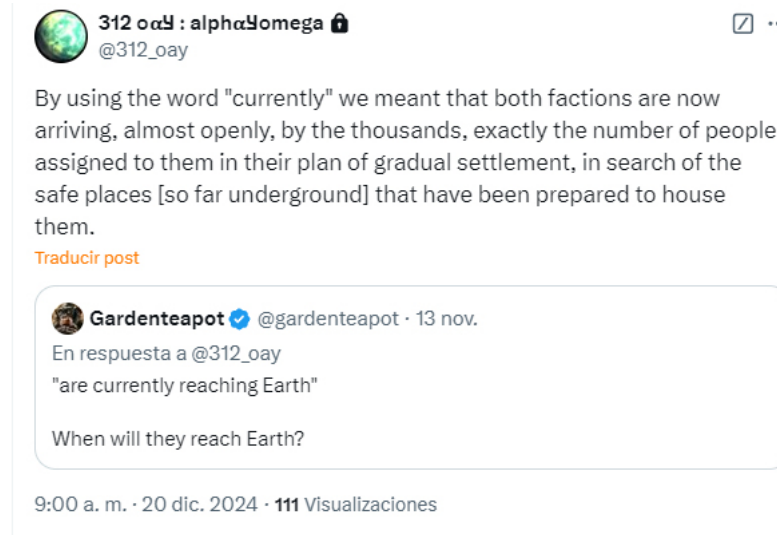 312 oαყ : alphαყomega
@312_oay
By using the word "currently" we meant that both factions are now
arriving, almost openly, by the thousands, exactly the number of people
assigned to them in their plan of gradual settlement, in search of the
safe places [so far underground] that have been prepared to house
them.
Traducir post
Gardenteapot @gardenteapot · 13 nov.
En respuesta a @312_oay
"are currently reaching Earth"
When will they reach Earth?
9:00 a. m. · 20 dic. 2024 · 111 Visualizaciones